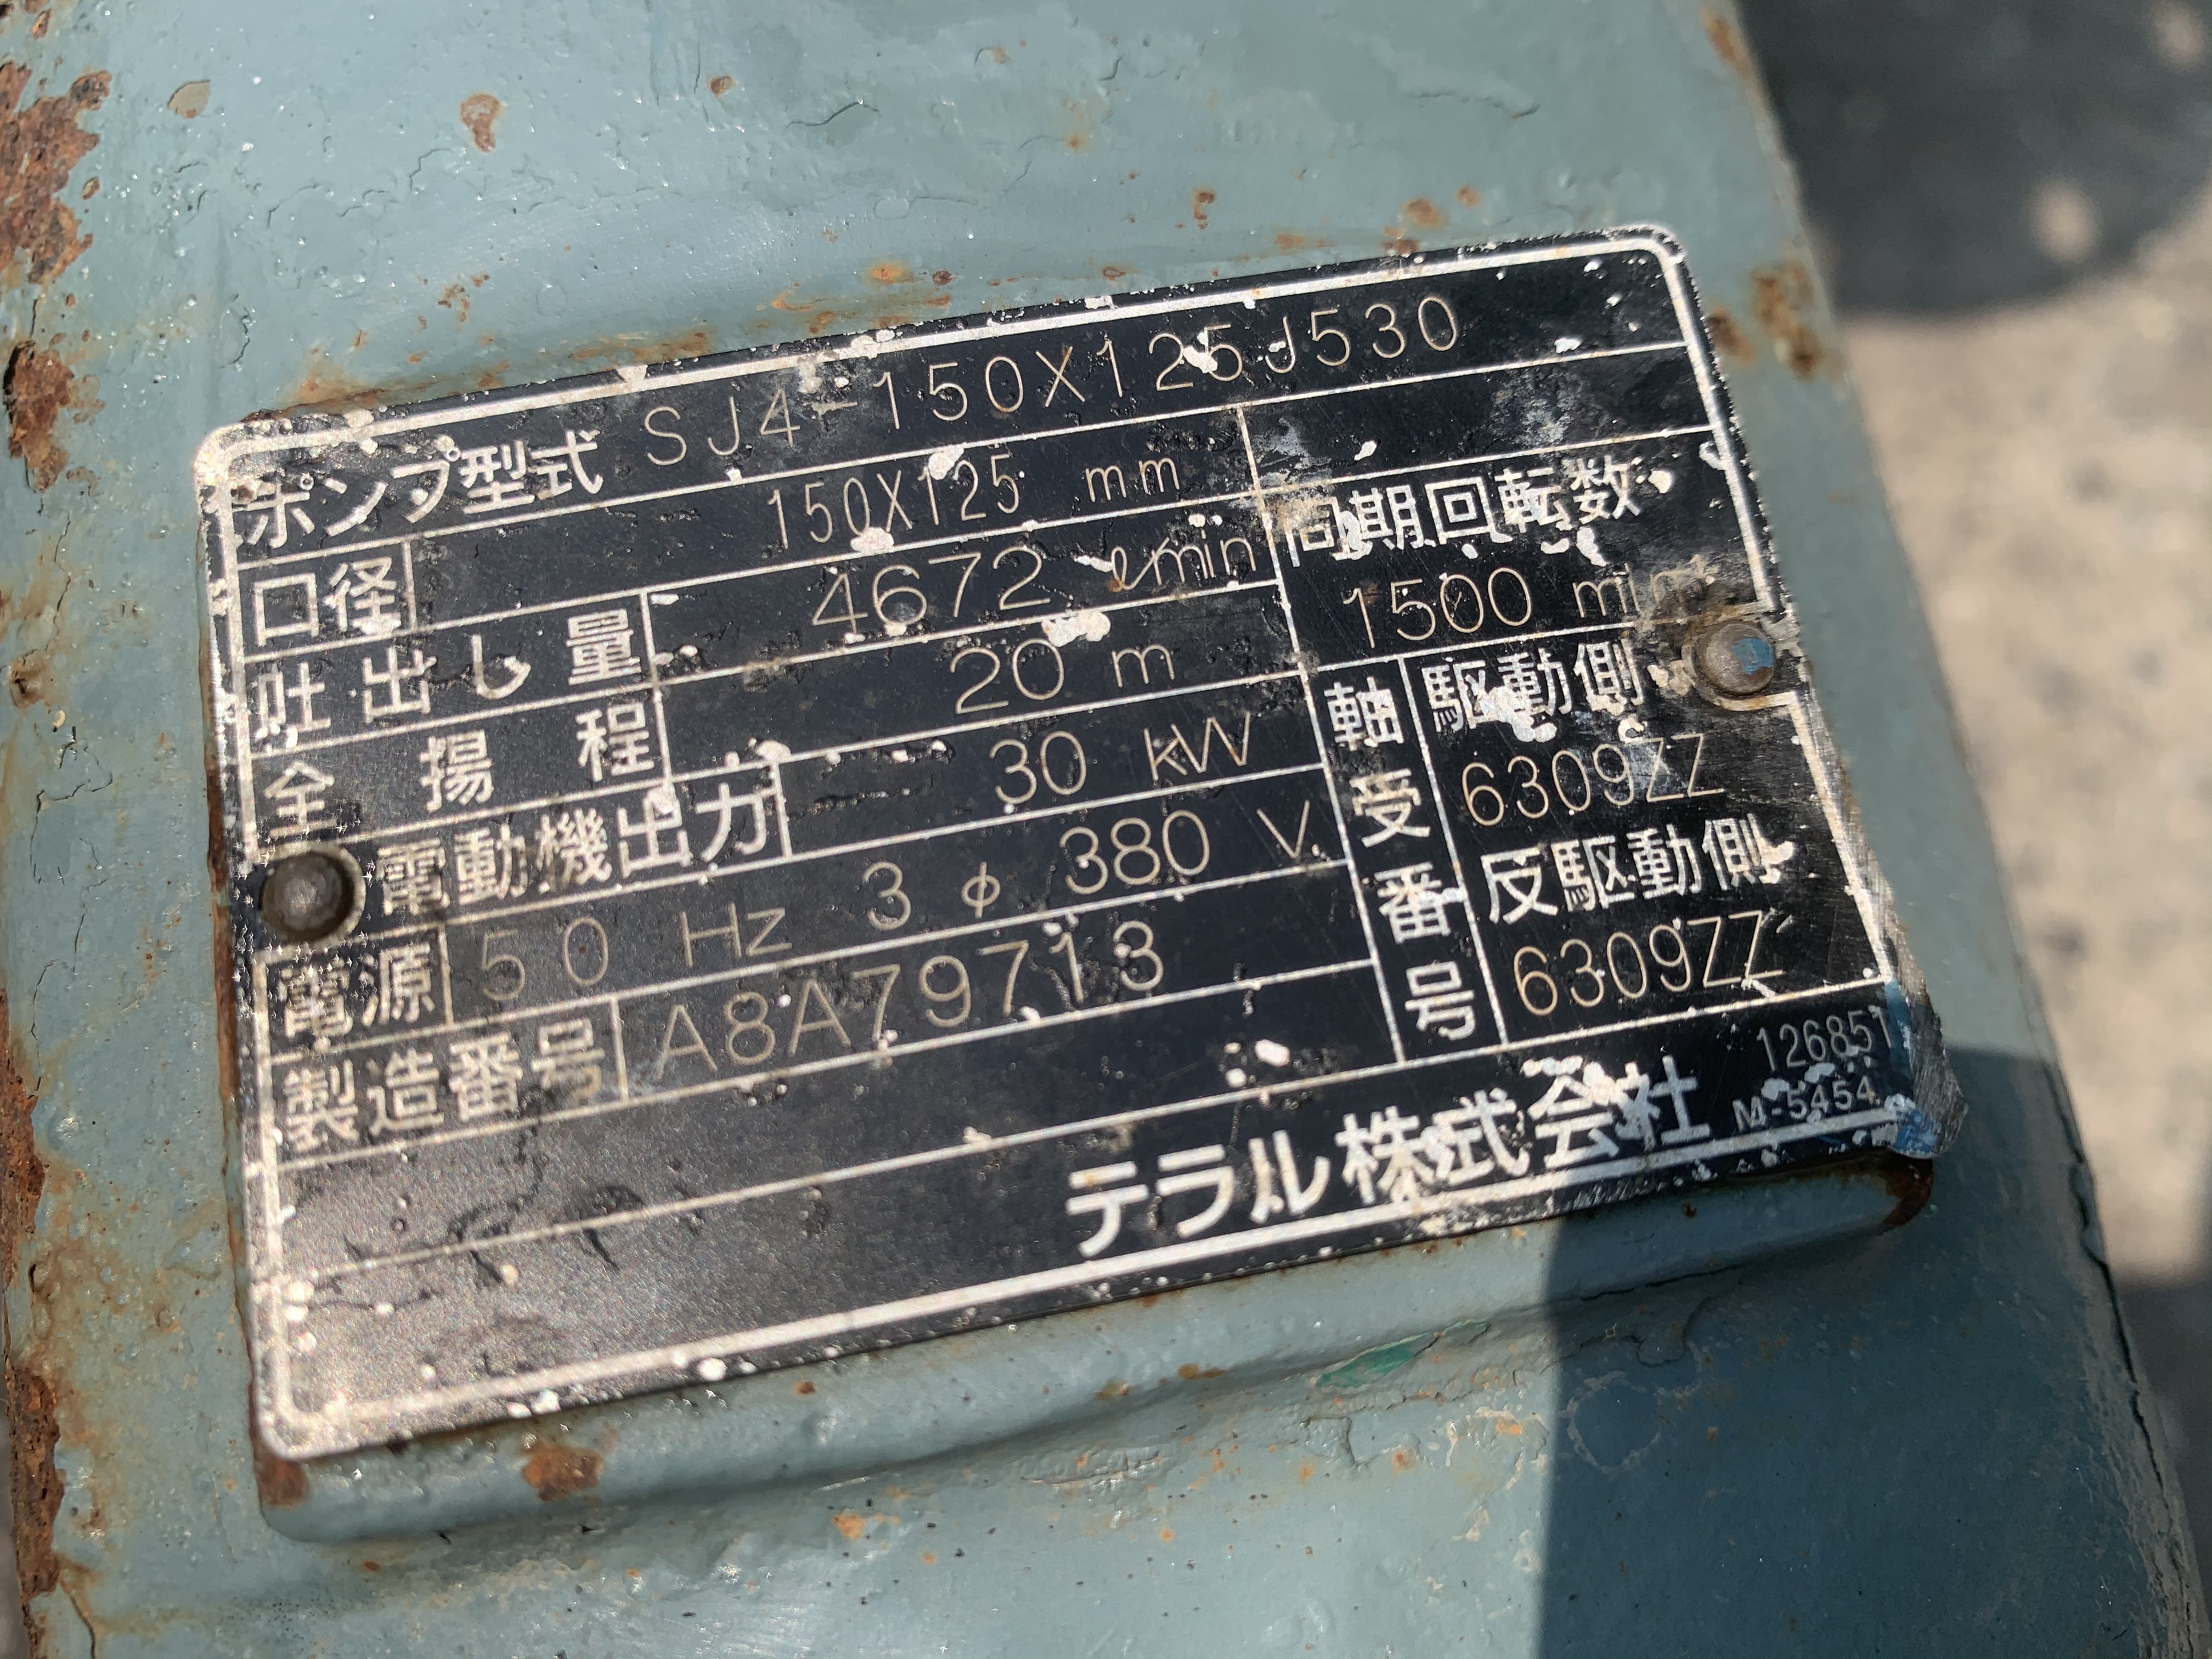 ポンプ型式 SJ4-150X125J530
口径 150X125 mm
吐出し量 4672 ℓ/min
全揚程 20 m
電動機出力 30 kW
電源 50 Hz 3 φ 380 V
製造番号 A8A79713
同期回転数
1500
軸受番号
駆動側
6309ZZ
反駆動側
6309ZZ
テラル株式会社
126851
M-5454